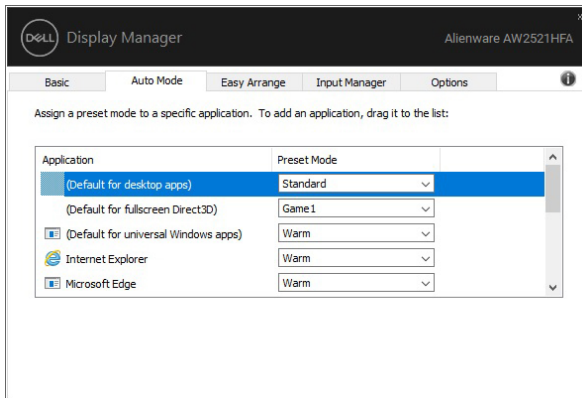 DELL Display Manager Alienware AW2521HFA
Basic Auto Mode Easy Arrange Input Manager Options
Assign a preset mode to a specific application. To add an application, drag it to the list:
Application Preset Mode
(Default for desktop apps) Standard
(Default for fullscreen Direct3D) Game1
(Default for universal Windows apps) Warm
Internet Explorer Warm
Microsoft Edge Warm